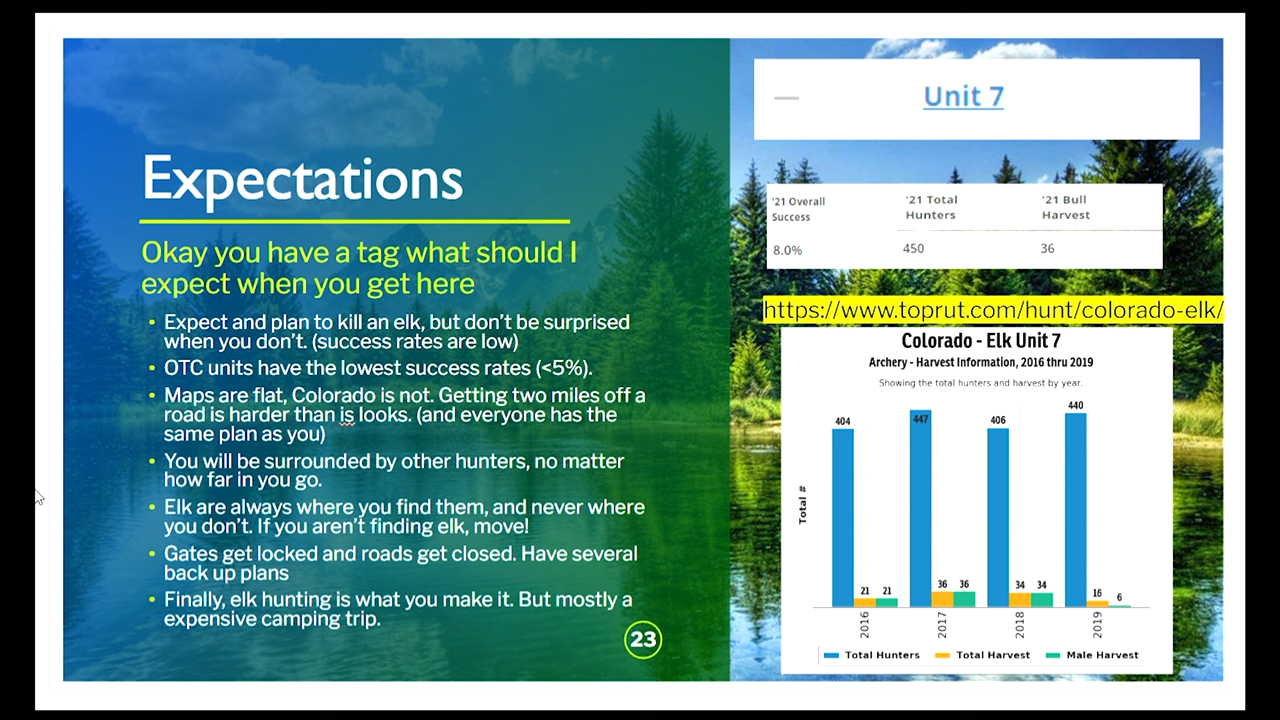 Expectations
Okay you have a tag what should I
expect when you get here
• Expect and plan to kill an elk, but don't be surprised
when you don't. (success rates are low)
• OTC units have the lowest success rates (<5%).
• Maps are flat, Colorado is not. Getting two miles off a
road is harder than is looks. (and everyone has the
same plan as you)
• You will be surrounded by other hunters, no matter
how far in you go.
• Elk are always where you find them, and never where
you don't. If you aren't finding elk, move!
• Gates get locked and roads get closed. Have several
back up plans
• Finally, elk hunting is what you make it. But mostly a
expensive camping trip.
23
Unit 7
'21 Overall
Success
'21 Total
Hunters
'21 Bull
Harvest
8.0%
450
36
https://www.toprut.com/hunt/colorado-elk/
Colorado - Elk Unit 7
Archery - Harvest Information, 2016 thru 2019
Showing the total hunters and harvest by year.
Total #
404
21
21
447
36
36
406
34
34
440
16
6
2016
2017
2018
2019
Total Hunters
Total Harvest
Male Harvest